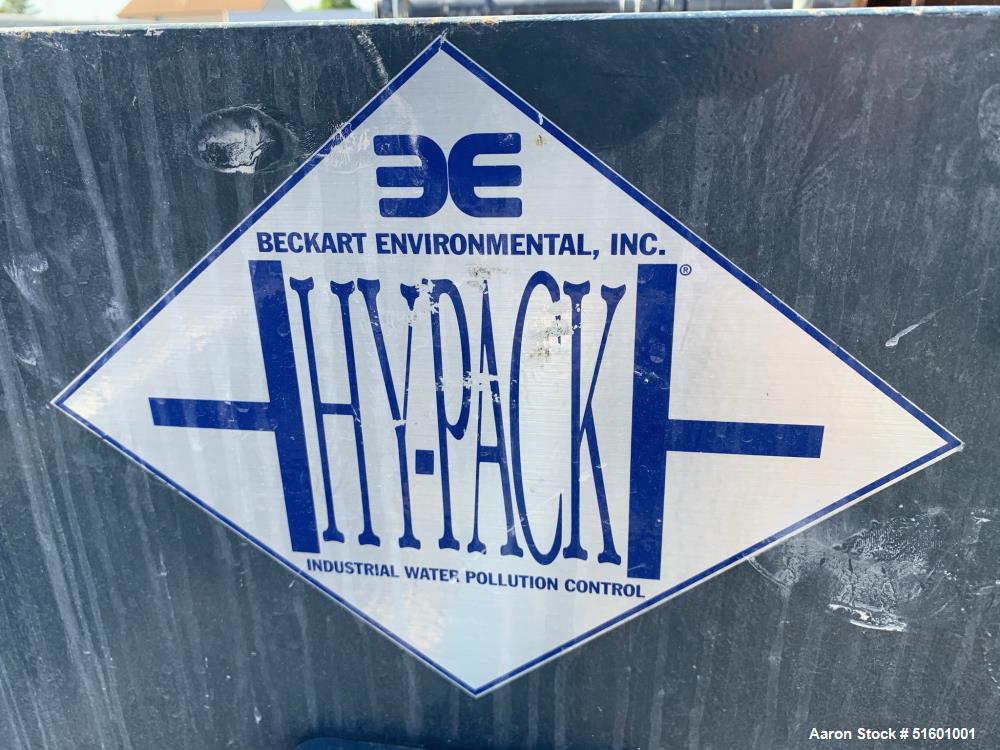 BE
BECKART ENVIRONMENTAL, INC.
HY-PACK ®
INDUSTRIAL WATER POLLUTION CONTROL
Aaron Stock # 51601001